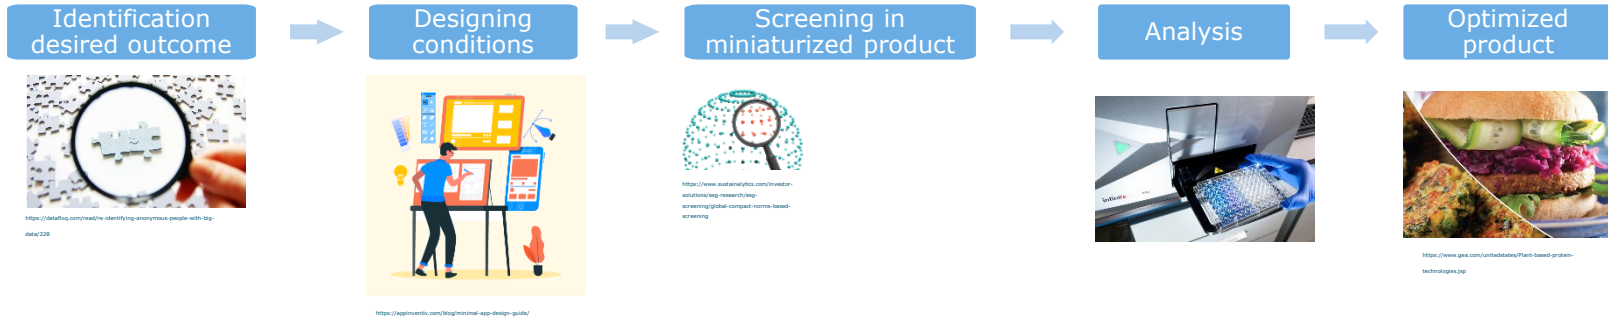 Identification
desired outcome
Designing
conditions
Screening in
miniaturized product
Analysis
Optimized
product
https://datafloq.com/read/re-identifying-anonymous-people-with-big-
data/228
https://appinventiv.com/blog/minimal-app-design-guide/
https://www.sustainalytics.com/investor-
solutions/esg-research/esg-
screening/global-compact-norms-based-
screening
https://www.gea.com/unitedstates/Plant-based-protein-
technologies.jsp